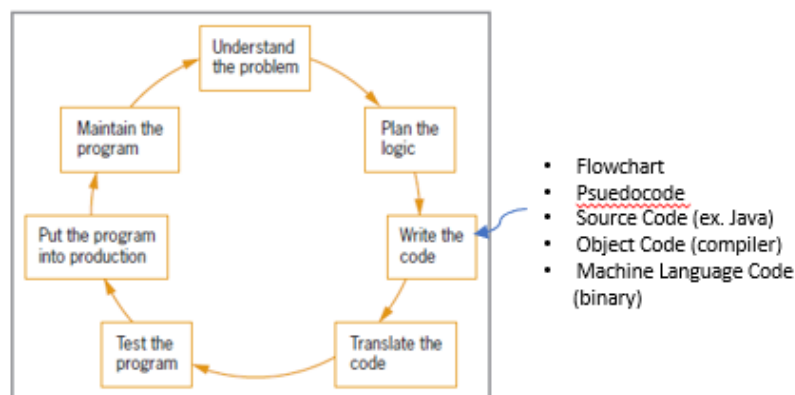 Understand
the problem
Maintain the
program
Plan the
logic
Put the program
into production
Write the
code
Test the
program
Translate the
code
• Flowchart
• Psuedocode
• Source Code (ex. Java)
• Object Code (compiler)
• Machine Language Code
(binary)